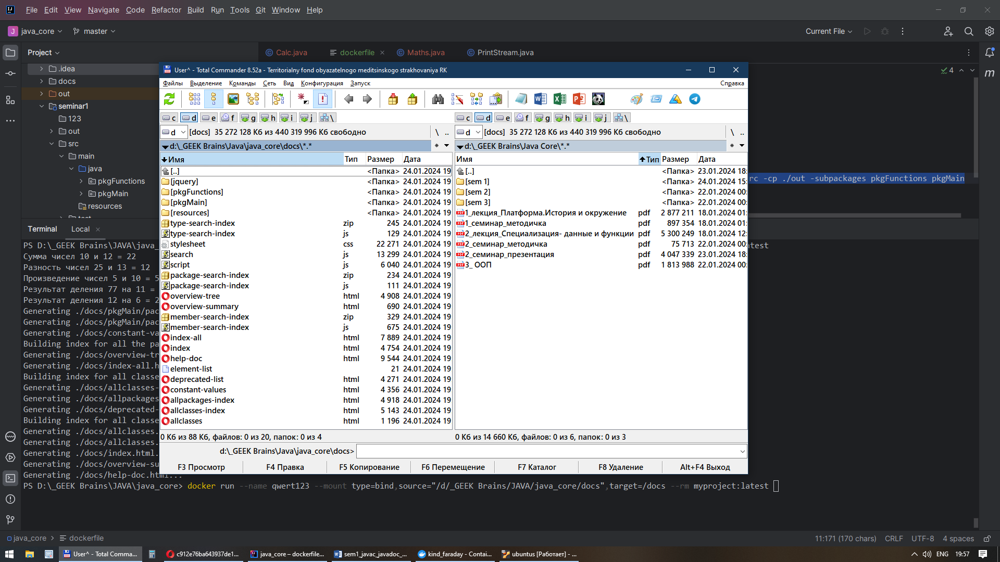 File Edit View Navigate Code Refactor Build Run Tools Git Window Help
J java_core master Current File
Project
Calc.java dockerfile Maths.java PrintStream.java
.idea
docs
out
seminar1
123
out
src
main
java
pkgFunctions
pkgMain
resources
4
rc -cp ./out -subpackages pkgFunctions pkgMain
User^ - Total Commander 8.52a - Territorialny fond obyazatelnogo meditsinskogo strakhovaniya RK
Файлы Выделение Команды Сеть Вид Конфигурация Запуск Справка
c d e f g h i j \ c d e f g h i j \
d [docs] 35 272 128 Кб из 440 319 996 Кб свободно \ .. d [docs] 35 272 128 Кб из 440 319 996 Кб свободно \ ..
d:\_GEEK Brains\Java\java_core\docs\*.* * d:\_GEEK Brains\Java Core\*.* *
Имя Тип Размер Дата Имя Тип Размер Дата
[..] <Папка> 24.01.2024 19 [..] <Папка> 23.01.2024 18:
[jquery] <Папка> 24.01.2024 19 [sem 1] <Папка> 24.01.2024 15:
[pkgFunctions] <Папка> 24.01.2024 19 [sem 2] <Папка> 22.01.2024 00:
[pkgMain] <Папка> 24.01.2024 19 [sem 3] <Папка> 22.01.2024 00:
[resources] <Папка> 24.01.2024 19 1_лекция_Платформа.История и окружение pdf 2 877 211 18.01.2024 01:
type-search-index zip 245 24.01.2024 19 1_семинар_методичка pdf 897 354 18.01.2024 01:
type-search-index js 129 24.01.2024 19 2_лекция_Специализация- данные и функции pdf 5 300 249 18.01.2024 12:
stylesheet css 22 271 24.01.2024 19 2_семинар_методичка pdf 75 713 22.01.2024 00:
search js 13 299 24.01.2024 19 2_семинар_презентация pdf 4 047 339 23.01.2024 18:
script js 6 040 24.01.2024 19 3_ ООП pdf 1 813 988 22.01.2024 00:
package-search-index zip 234 24.01.2024 19
package-search-index js 111 24.01.2024 19
overview-tree html 4 908 24.01.2024 19
overview-summary html 690 24.01.2024 19
member-search-index zip 329 24.01.2024 19
member-search-index js 675 24.01.2024 19
index-all html 7 889 24.01.2024 19
index html 4 754 24.01.2024 19
help-doc html 9 544 24.01.2024 19
element-list 21 24.01.2024 19
deprecated-list html 4 271 24.01.2024 19
constant-values html 4 356 24.01.2024 19
allpackages-index html 4 918 24.01.2024 19
allclasses-index html 5 143 24.01.2024 19
allclasses html 1 196 24.01.2024 19
0 Кб из 88 Кб, файлов: 0 из 20, папок: 0 из 4 0 Кб из 14 660 Кб, файлов: 0 из 6, папок: 0 из 3
d:\_GEEK Brains\Java\java_core\docs>
F3 Просмотр F4 Правка F5 Копирование F6 Перемещение F7 Каталог F8 Удаление Alt+F4 Выход
Terminal Local
PS D:\_GEEK Brains\JAVA\java_ test
Сумма чисел 10 и 12 = 22
Разность чисел 25 и 13 = 12
Произведение чисел 5 и 10 = 5
Результат деления 77 на 11 =
Результат деления 12 на 6 = 2
Generating ./docs/pkgMain/pac
Generating ./docs/pkgMain/pac
Generating ./docs/constant-va
Building index for all the pa
Generating ./docs/overview-tr
Generating ./docs/index-all.h
Building index for all classe
Generating ./docs/allclasses-
Generating ./docs/allpackages
Generating ./docs/deprecated-
Building index for all classe
Generating ./docs/allclasses.
Generating ./docs/allclasses.
Generating ./docs/index.html.
Generating ./docs/overview-su
Generating ./docs/help-doc.html...
PS D:\_GEEK Brains\JAVA\java_core> docker run --name qwert123 --mount type=bind,source="/d/_GEEK Brains/JAVA/java_core/docs",target=/docs --rm myproject:latest
java_core > dockerfile 11:171 (170 chars) CRLF UTF-8 4 spaces
User^ - Total Comma... c912e76ba643937de1... java_core – dockerfile... sem1_javac_javadoc_... kind_faraday - Contai... ubuntus [Работает] - ... ENG 19:57